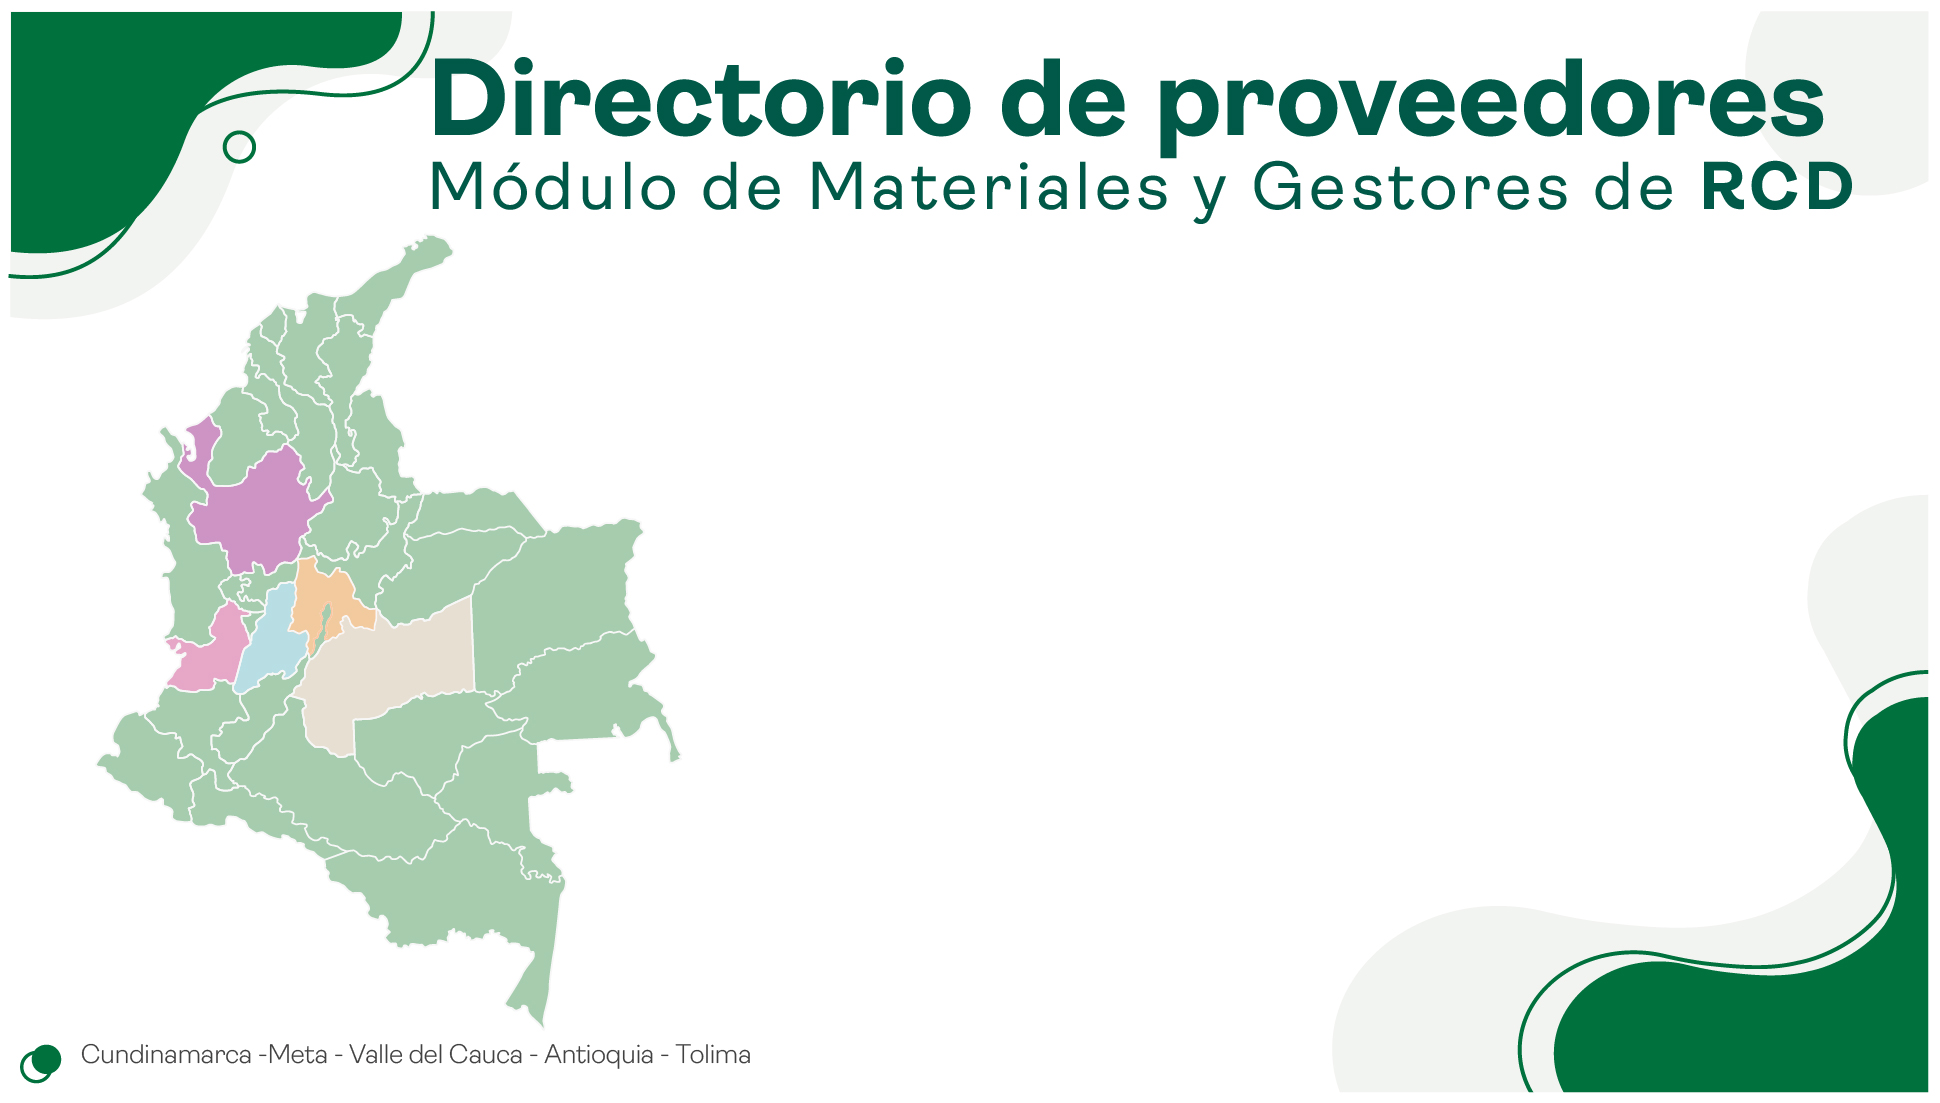 Directorio de proveedores
Módulo de Materiales y Gestores de RCD
Cundinamarca -Meta - Valle del Cauca - Antioquia - Tolima